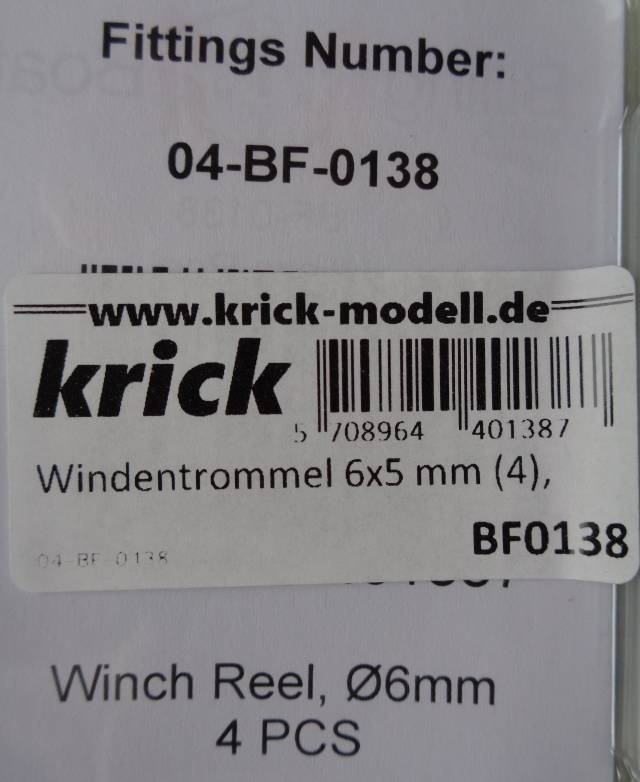 Fittings Number:
04-BF-0138
www.krick-modell.de
krick
5 708964 401387
Windentrommel 6x5 mm (4),
BF0138
04-BF-0138
Winch Reel, Ø6mm
4 PCS